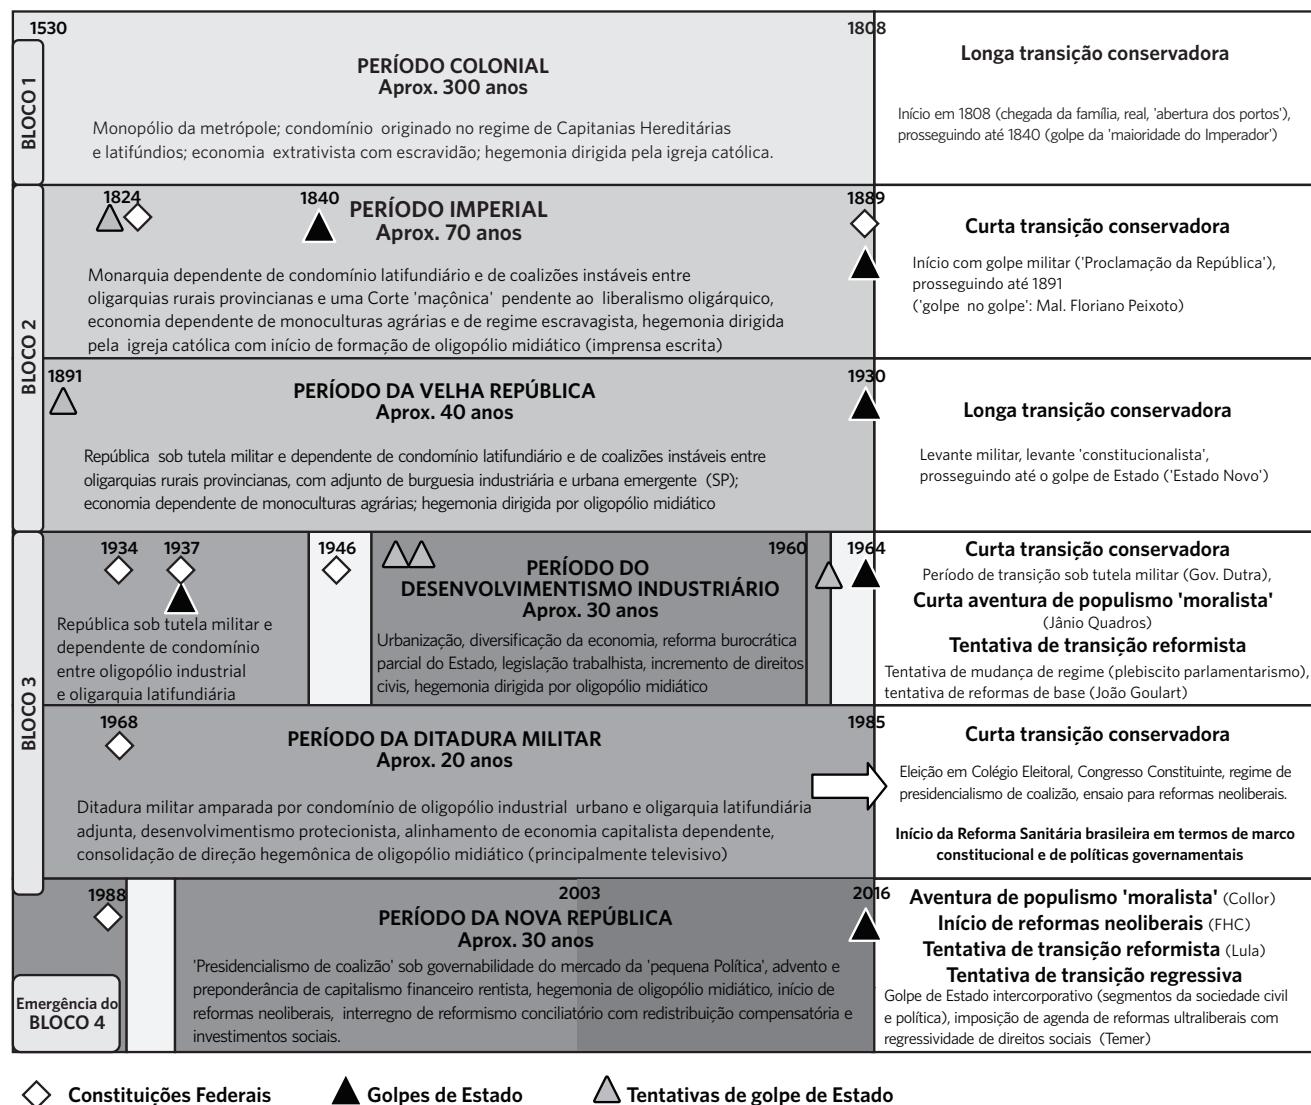 1530
1808
BLOCO 1
PERÍODO COLONIAL
Aprox. 300 anos
Monopólio da metrópole; condomínio originado no regime de Capitanias Hereditárias
e latifúndios; economia extrativista com escravidão; hegemonia dirigida pela igreja católica.
Longa transição conservadora
Início em 1808 (chegada da família, real, 'abertura dos portos'),
prosseguindo até 1840 (golpe da 'maioridade do Imperador')
BLOCO 2
1824
1840
1889
PERÍODO IMPERIAL
Aprox. 70 anos
Monarquia dependente de condomínio latifundiário e de coalizões instáveis entre
oligarquias rurais provincianas e uma Corte 'maçônica' pendente ao liberalismo oligárquico,
economia dependente de monoculturas agrárias e de regime escravagista, hegemonia dirigida
pela igreja católica com início de formação de oligopólio midiático (imprensa escrita)
Curta transição conservadora
Início com golpe militar ('Proclamação da República'),
prosseguindo até 1891
('golpe no golpe': Mal. Floriano Peixoto)
1891
1930
PERÍODO DA VELHA REPÚBLICA
Aprox. 40 anos
República sob tutela militar e dependente de condomínio latifundiário e de coalizões instáveis entre
oligarquias rurais provincianas, com adjunto de burguesia industriária e urbana emergente (SP);
economia dependente de monoculturas agrárias; hegemonia dirigida por oligopólio midiático
Longa transição conservadora
Levante militar, levante 'constitucionalista',
prosseguindo até o golpe de Estado ('Estado Novo')
BLOCO 3
1934
1937
1946
1960
1964
República sob tutela militar e
dependente de condomínio
entre oligopólio industrial
e oligarquia latifundiária
PERÍODO DO
DESENVOLVIMENTISMO INDUSTRIÁRIO
Aprox. 30 anos
Urbanização, diversificação da economia, reforma burocrática
parcial do Estado, legislação trabalhista, incremento de direitos
civis, hegemonia dirigida por oligopólio midiático
Curta transição conservadora
Período de transição sob tutela militar (Gov. Dutra),
Curta aventura de populismo 'moralista'
(Jânio Quadros)
Tentativa de transição reformista
Tentativa de mudança de regime (plebiscito parlamentarismo),
tentativa de reformas de base (João Goulart)
1968
1985
PERÍODO DA DITADURA MILITAR
Aprox. 20 anos
Ditadura militar amparada por condomínio de oligopólio industrial urbano e oligarquia latifundiária
adjunta, desenvolvimentismo protecionista, alinhamento de economia capitalista dependente,
consolidação de direção hegemônica de oligopólio midiático (principalmente televisivo)
Curta transição conservadora
Eleição em Colégio Eleitoral, Congresso Constituinte, regime de
presidencialismo de coalizão, ensaio para reformas neoliberais.
Início da Reforma Sanitária brasileira em termos de marco
constitucional e de políticas governamentais
1988
2003
2016
Emergência do
BLOCO 4
PERÍODO DA NOVA REPÚBLICA
Aprox. 30 anos
'Presidencialismo de coalizão' sob governabilidade do mercado da 'pequena Política', advento e
preponderância de capitalismo financeiro rentista, hegemonia de oligopólio midiático, início de
reformas neoliberais, interregno de reformismo conciliatório com redistribuição compensatória e
investimentos sociais.
Aventura de populismo 'moralista' (Collor)
Início de reformas neoliberais (FHC)
Tentativa de transição reformista (Lula)
Tentativa de transição regressiva
Golpe de Estado intercorporativo (segmentos da sociedade civil
e política), imposição de agenda de reformas ultraliberais com
regressividade de direitos sociais (Temer)
Constituições Federais
Golpes de Estado
Tentativas de golpe de Estado